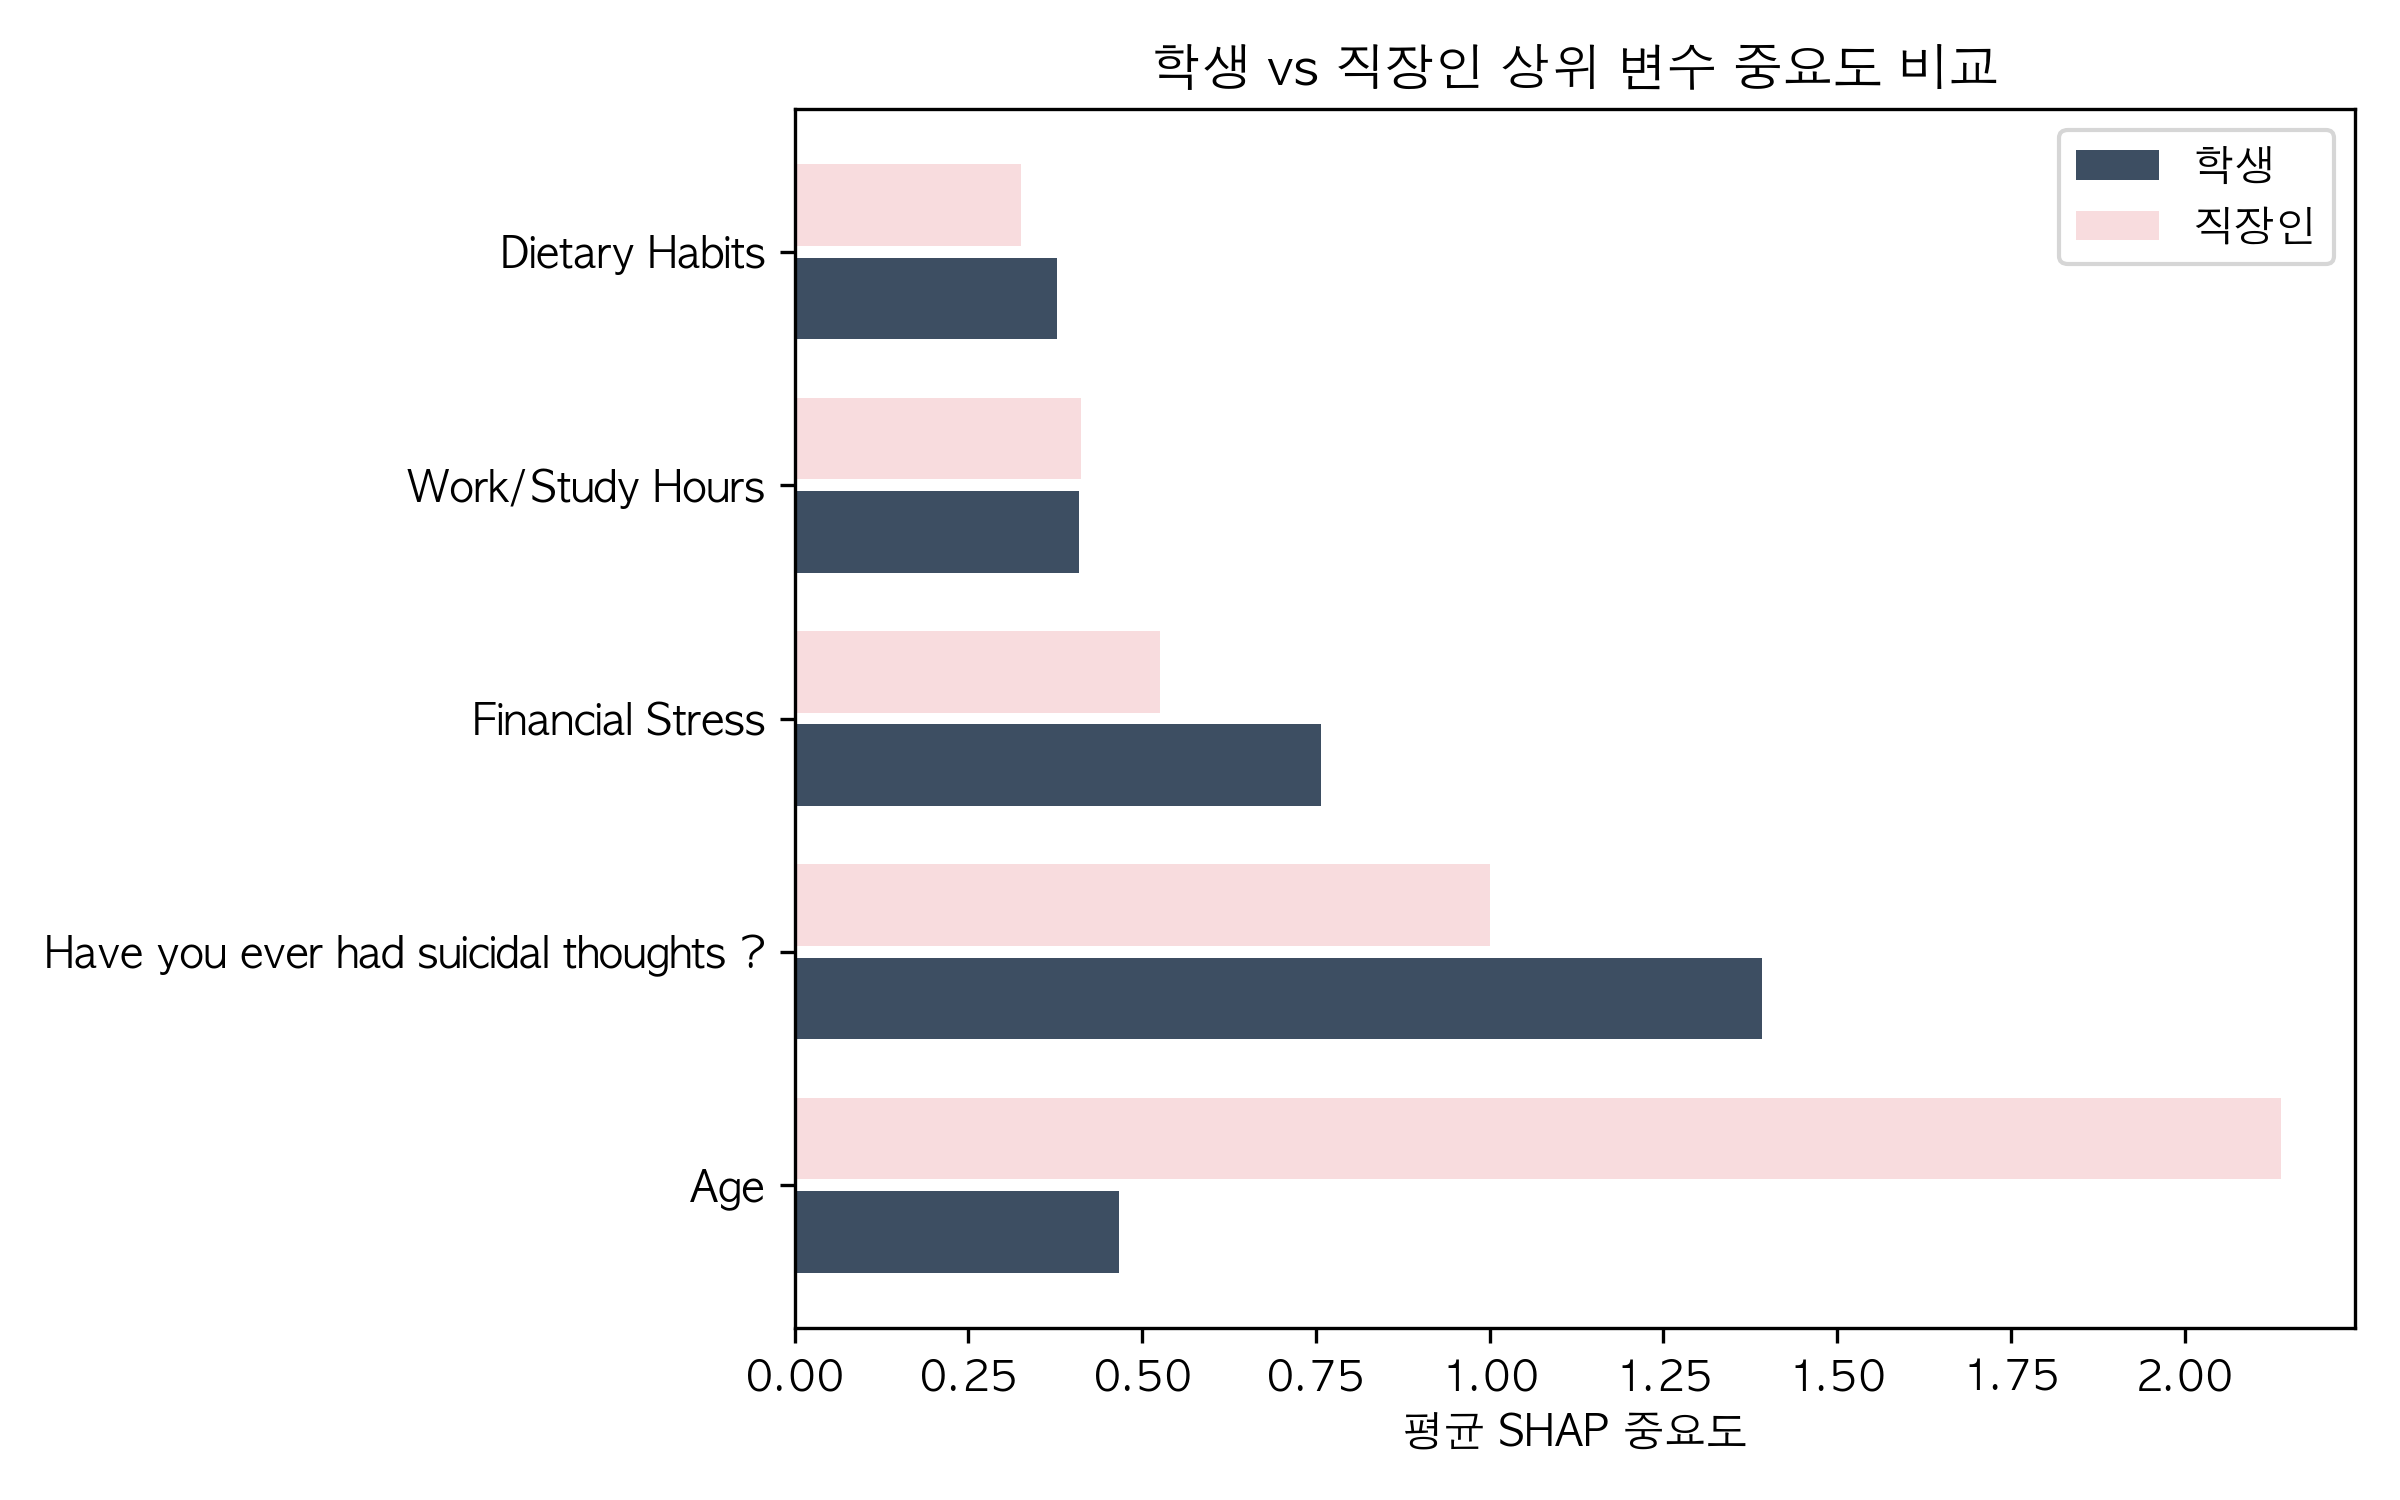 학생 vs 직장인 상위 변수 중요도 비교
학생
직장인
Dietary Habits
Work/Study Hours
Financial Stress
Have you ever had suicidal thoughts ?
Age
0.00 0.25 0.50 0.75 1.00 1.25 1.50 1.75 2.00
평균 SHAP 중요도